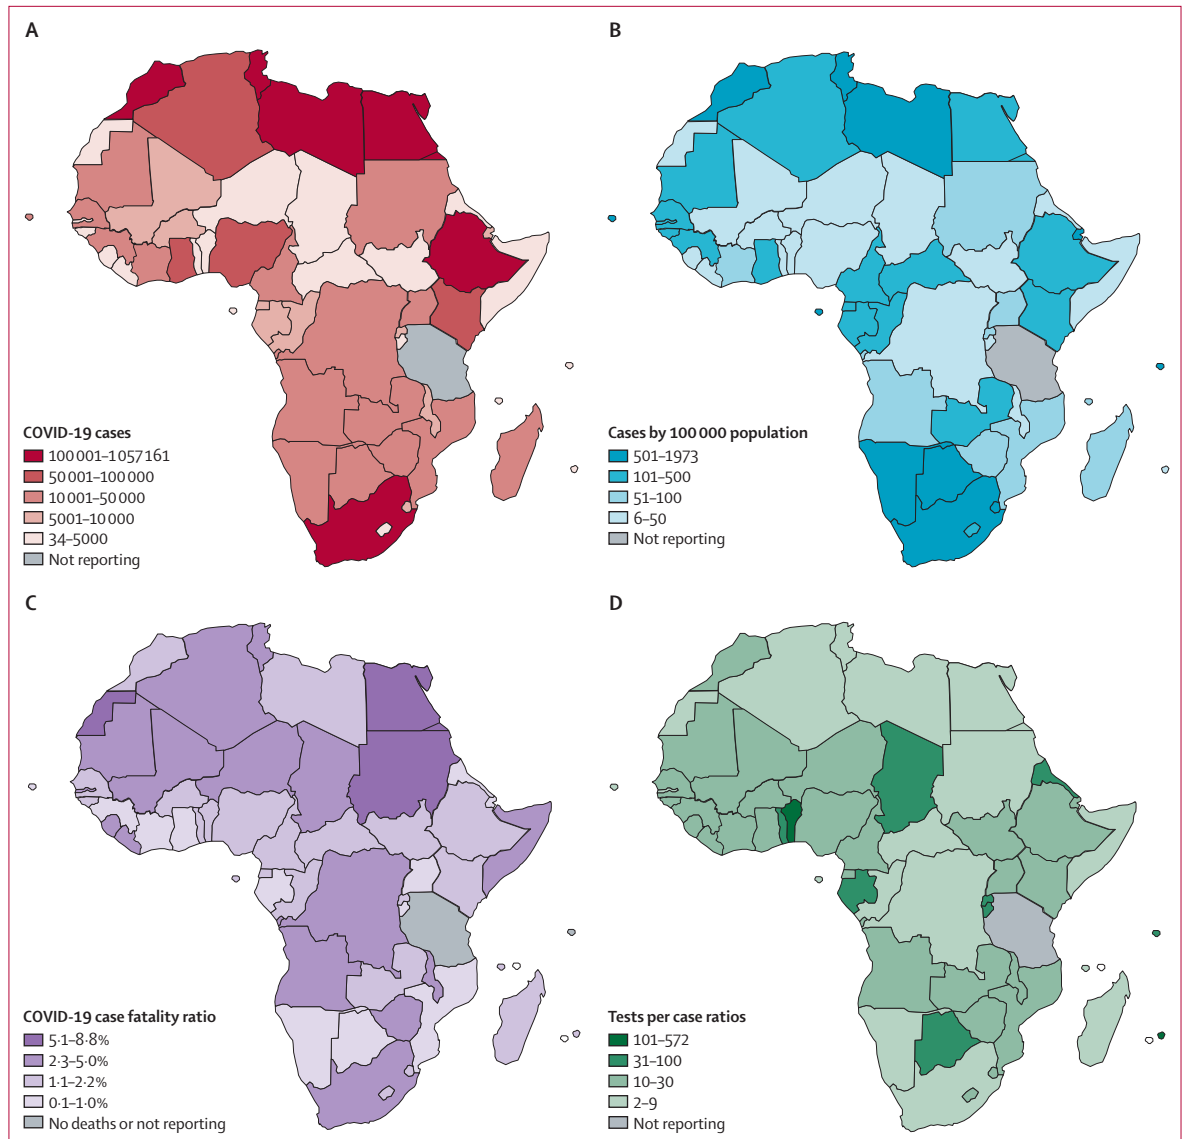 A
B
COVID-19 cases
100 001–1 057 161
50 001–100 000
10 001–50 000
5001–10 000
34–5000
Not reporting
Cases by 100 000 population
501–1973
101–500
51–100
6–50
Not reporting
C
D
COVID-19 case fatality ratio
5·1–8·8%
2·3–5·0%
1·1–2·2%
0·1–1·0%
No deaths or not reporting
Tests per case ratios
101–572
31–100
10–30
2–9
Not reporting